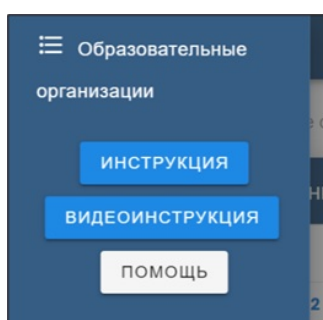 Образовательные
организации
ИНСТРУКЦИЯ
ВИДЕОИНСТРУКЦИЯ
ПОМОЩЬ